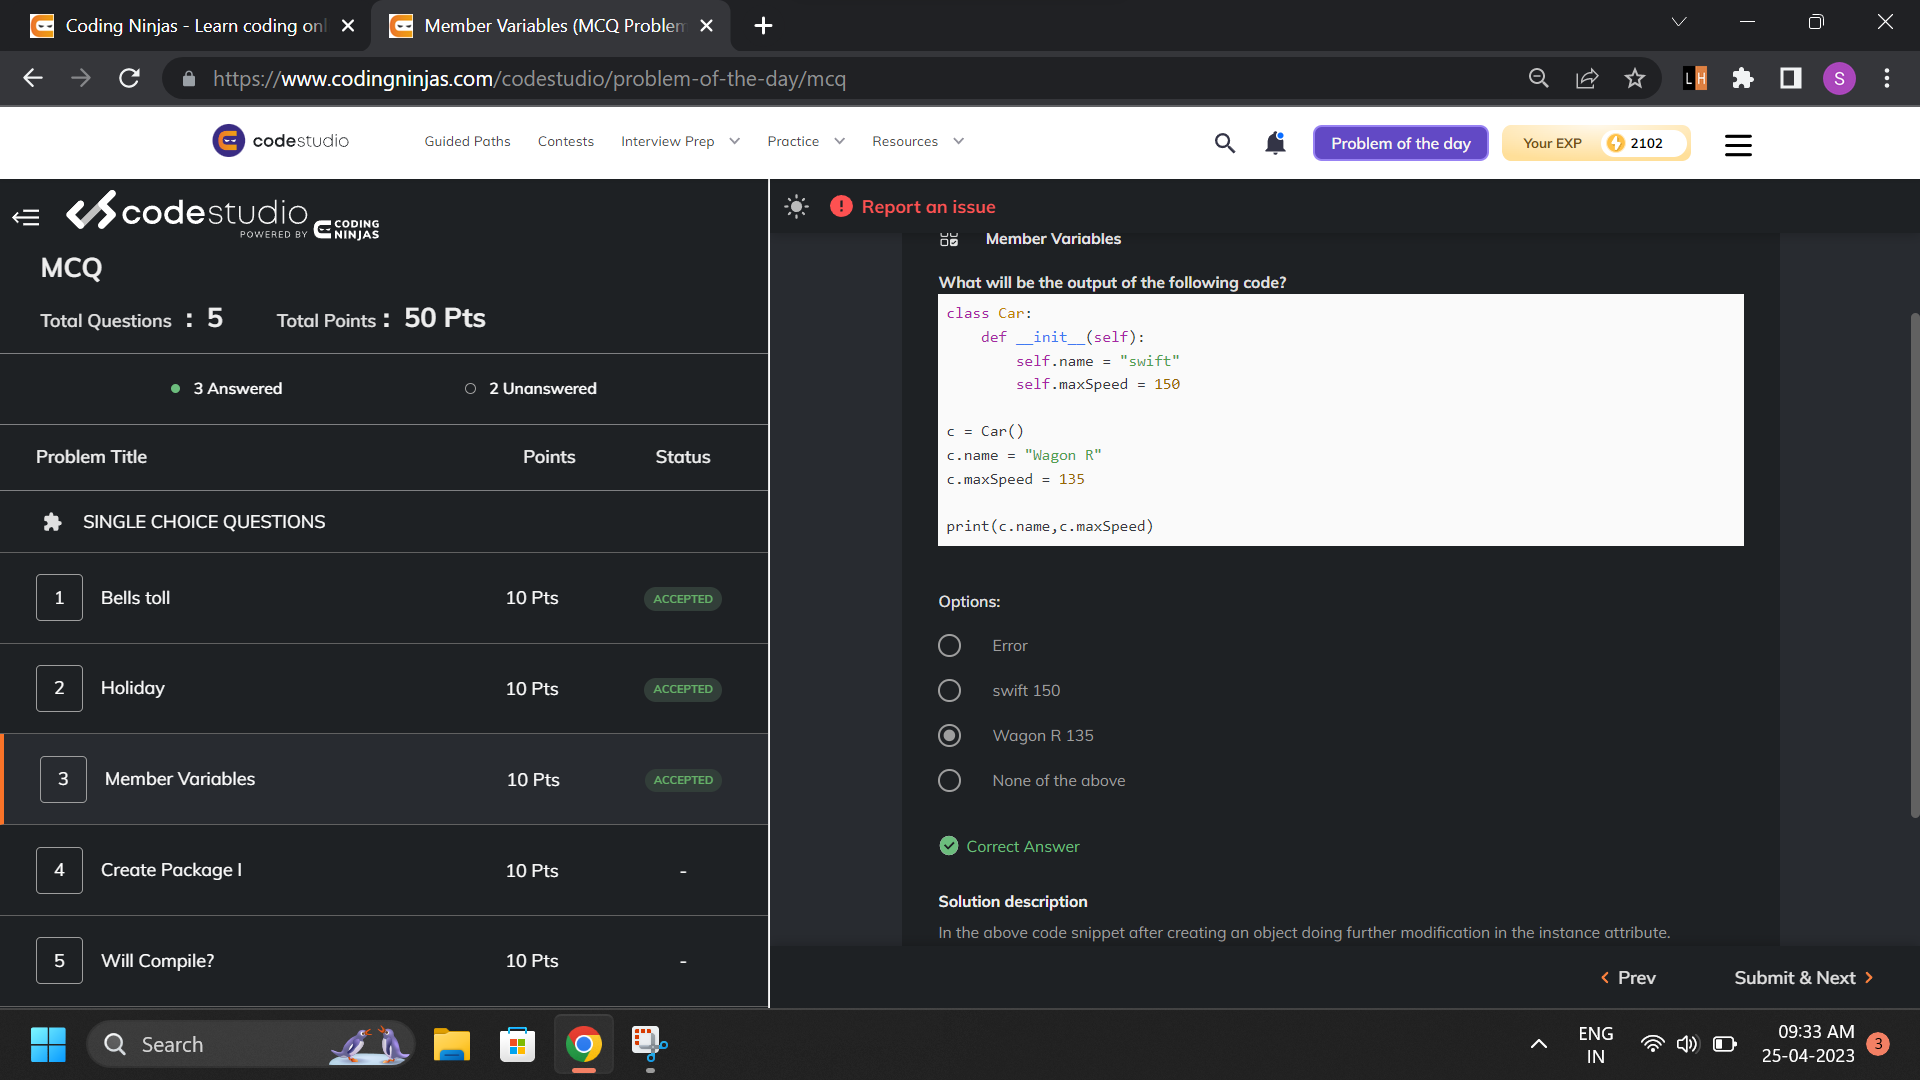 Coding Ninjas - Learn coding onl
Member Variables (MCQ Problem
https://www.codingninjas.com/codestudio/problem-of-the-day/mcq
LH
S
codestudio
Guided Paths
Contests
Interview Prep
Practice
Resources
Problem of the day
Your EXP
2102
codestudio
POWERED BY
CODING
NINJAS
MCQ
Total Questions : 5
Total Points : 50 Pts
3 Answered
2 Unanswered
Problem Title
Points
Status
SINGLE CHOICE QUESTIONS
1
Bells toll
10 Pts
ACCEPTED
2
Holiday
10 Pts
ACCEPTED
3
Member Variables
10 Pts
ACCEPTED
4
Create Package I
10 Pts
-
5
Will Compile?
10 Pts
-
Report an issue
Member Variables
What will be the output of the following code?
class Car:
    def __init__(self):
        self.name = "swift"
        self.maxSpeed = 150
c = Car()
c.name = "Wagon R"
c.maxSpeed = 135
print(c.name,c.maxSpeed)
Options:
Error
swift 150
Wagon R 135
None of the above
Correct Answer
Solution description
In the above code snippet after creating an object doing further modification in the instance attribute.
Prev
Submit & Next
Search
ENG
IN
09:33 AM
25-04-2023
3